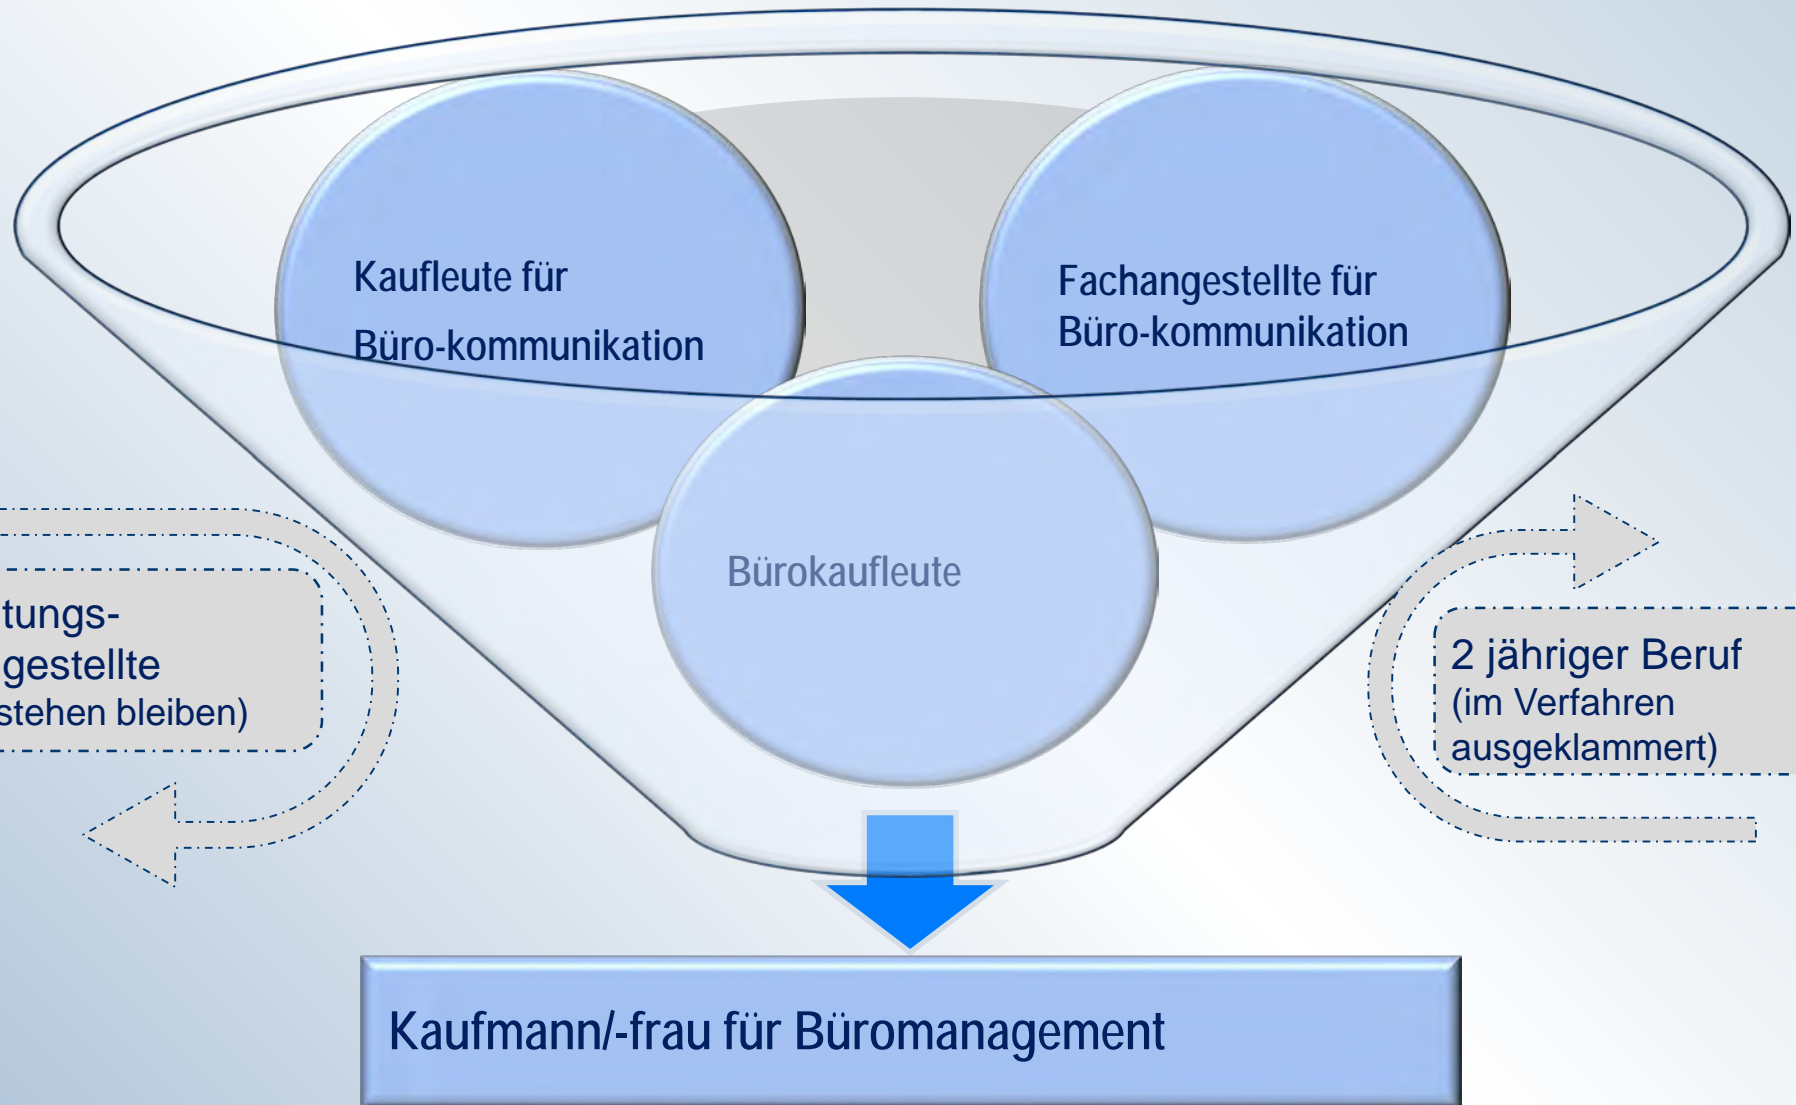 Kaufleute für
Büro-kommunikation
Fachangestellte für
Büro-kommunikation
Bürokaufleute
tungs-
gestellte
stehen bleiben)
2 jähriger Beruf
(im Verfahren
ausgeklammert)
Kaufmann/-frau für Büromanagement